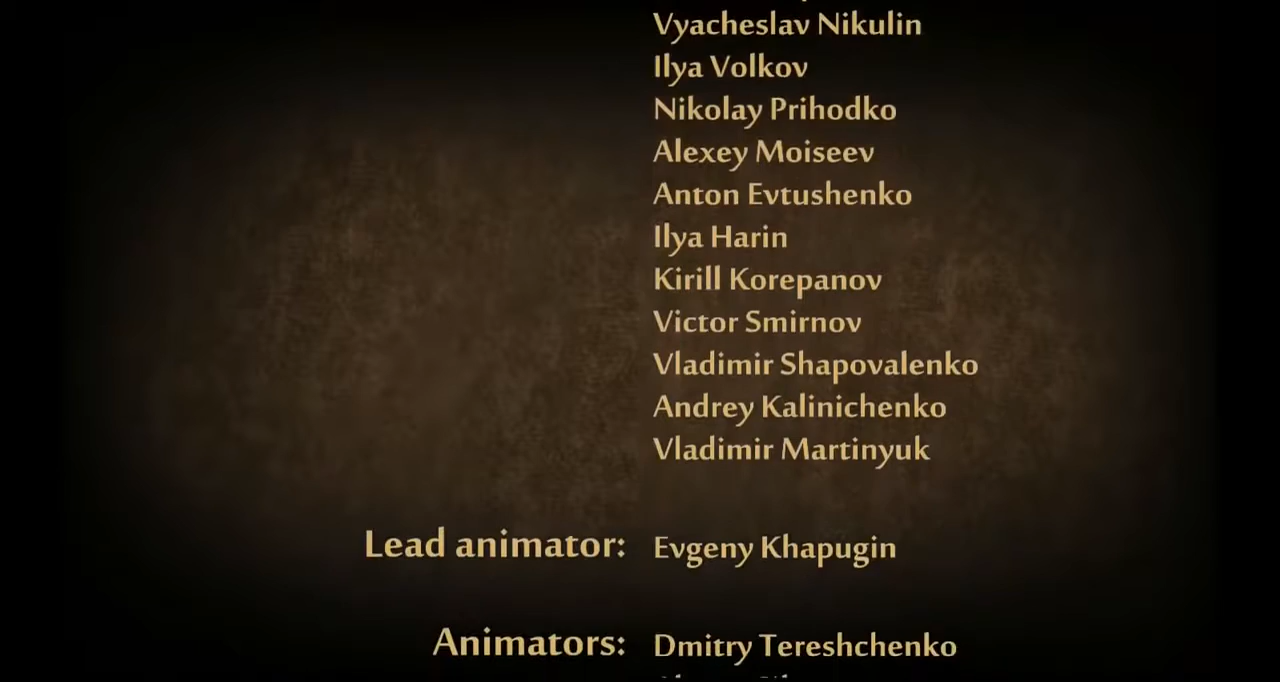 Vyacheslav Nikulin
Ilya Volkov
Nikolay Prihodko
Alexey Moiseev
Anton Evtushenko
Ilya Harin
Kirill Korepanov
Victor Smirnov
Vladimir Shapovalenko
Andrey Kalinichenko
Vladimir Martinyuk
Lead animator: Evgeny Khapugin
Animators: Dmitry Tereshchenko